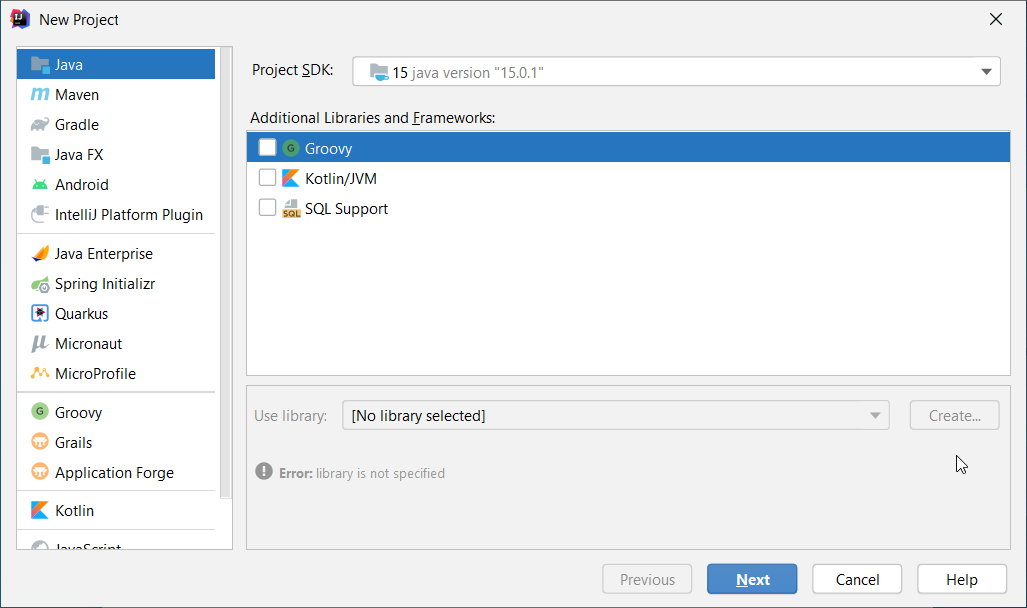 New Project
Java
Maven
Gradle
Java FX
Android
IntelliJ Platform Plugin
Java Enterprise
Spring Initializr
Quarkus
Micronaut
MicroProfile
Groovy
Grails
Application Forge
Kotlin
JavaScript
Project SDK:
15 java version "15.0.1"
Additional Libraries and Frameworks:
G Groovy
Kotlin/JVM
SQL SQL Support
Use library:
[No library selected]
Create...
Error: library is not specified
Previous
Next
Cancel
Help